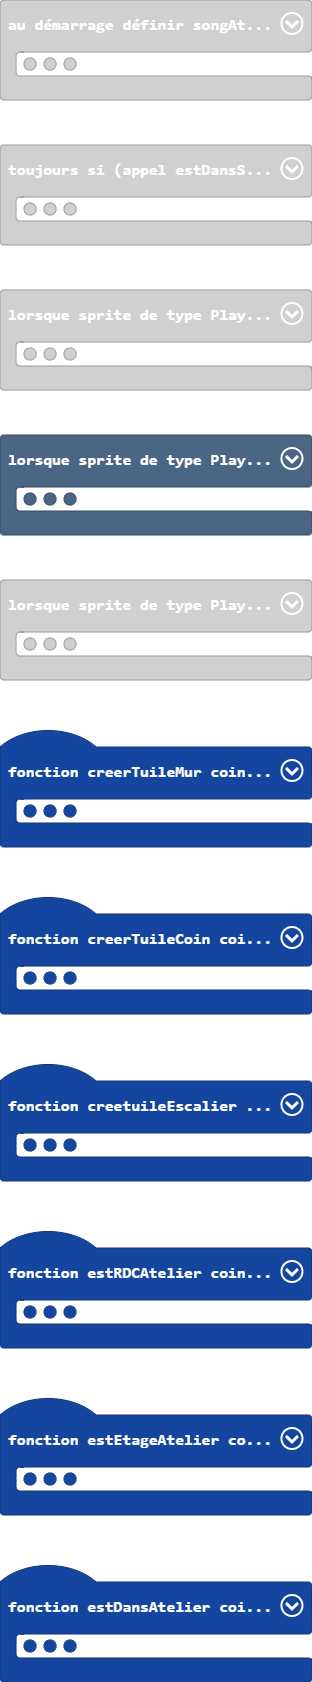 au démarrage définir songAt...
toujours si (appel estDansS...
lorsque sprite de type Play...
lorsque sprite de type Play...
lorsque sprite de type Play...
fonction creerTuileMur coin...
fonction creerTuileCoin coi...
fonction creetuileEscalier ...
fonction estRDCAtelier coin...
fonction estEtageAtelier co...
fonction estDansAtelier coi...